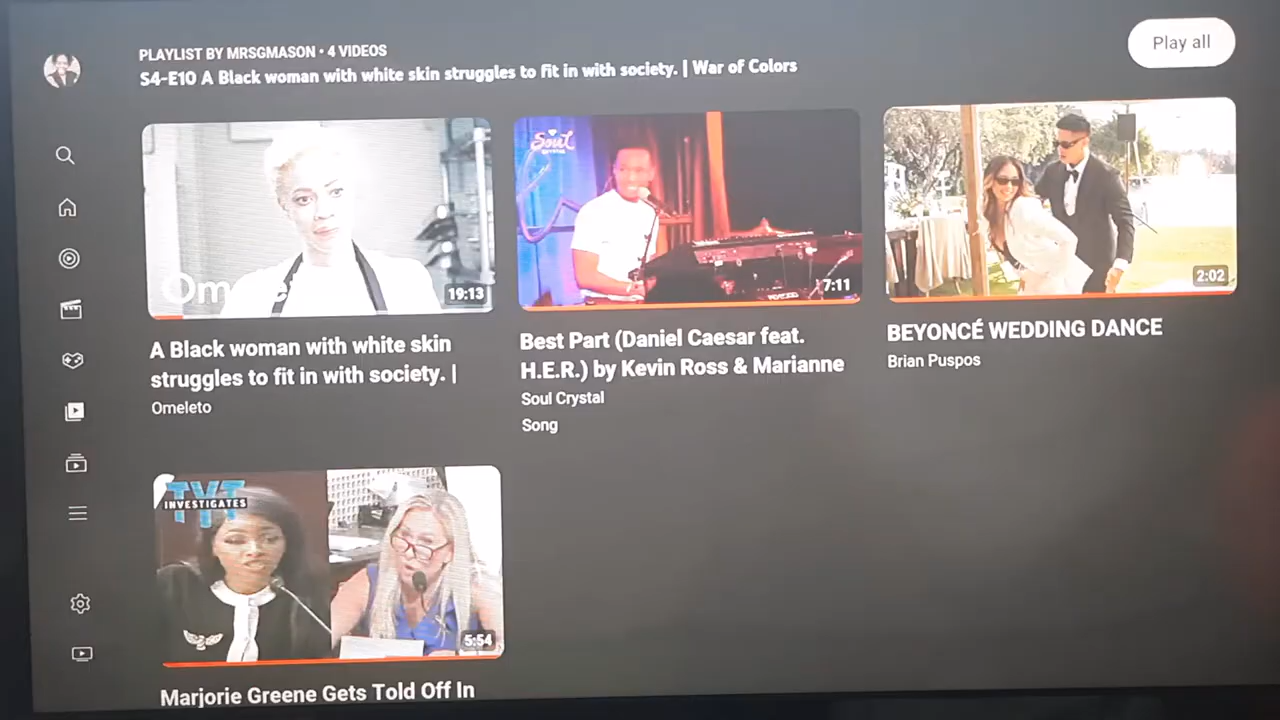 PLAYLIST BY MRSGMASON • 4 VIDEOS
S4-E10 A Black woman with white skin struggles to fit in with society. | War of Colors
Play all
Om
19:13
Soul
7:11
2:02
A Black woman with white skin
struggles to fit in with society. |
Omeleto
Best Part (Daniel Caesar feat.
H.E.R.) by Kevin Ross & Marianne
Soul Crystal
Song
BEYONCÉ WEDDING DANCE
Brian Puspos
TYT
INVESTIGATES
5:54
Marjorie Greene Gets Told Off In